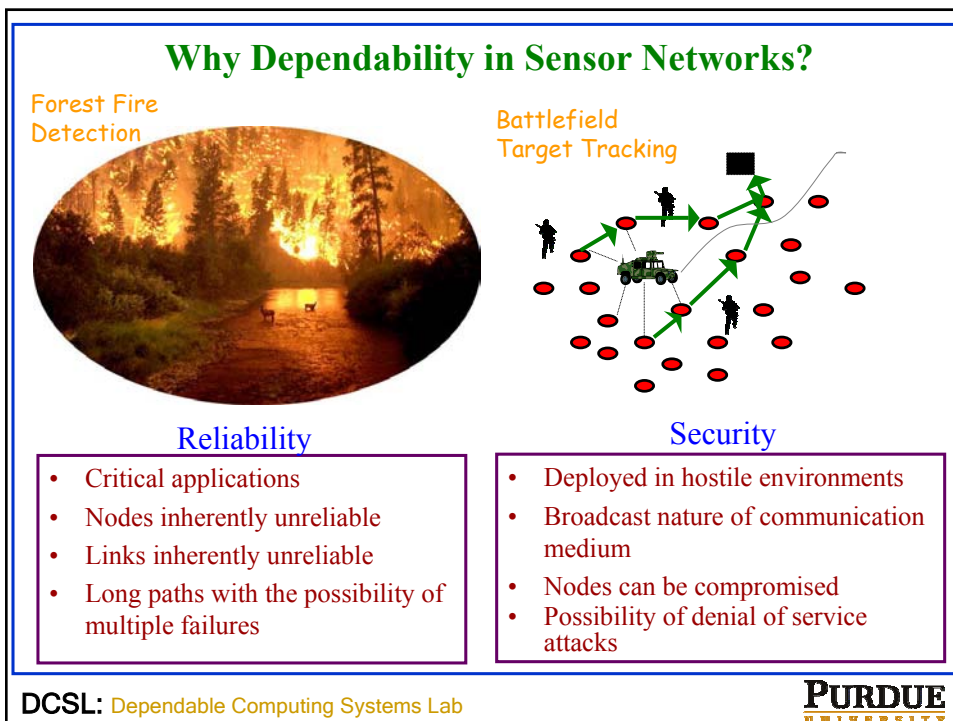 Why Dependability in Sensor Networks?
Forest Fire
Detection
Battlefield
Target Tracking
Reliability
• Critical applications
• Nodes inherently unreliable
• Links inherently unreliable
• Long paths with the possibility of
multiple failures
Security
• Deployed in hostile environments
• Broadcast nature of communication
medium
• Nodes can be compromised
• Possibility of denial of service
attacks
DCSL: Dependable Computing Systems Lab
PURDUE
UNIVERSITY